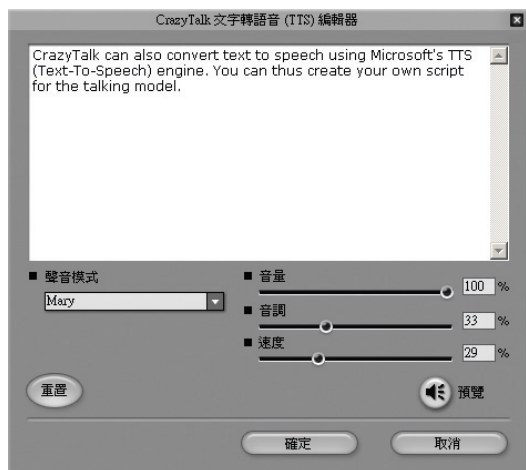 CrazyTalk 文字轉語音 (TTS) 編輯器
CrazyTalk can also convert text to speech using Microsoft's TTS
(Text-To-Speech) engine. You can thus create your own script
for the talking model.
■ 聲音模式
Mary
■ 音量
100 %
■ 音調
33 %
■ 速度
29 %
重置
預覽
確定
取消